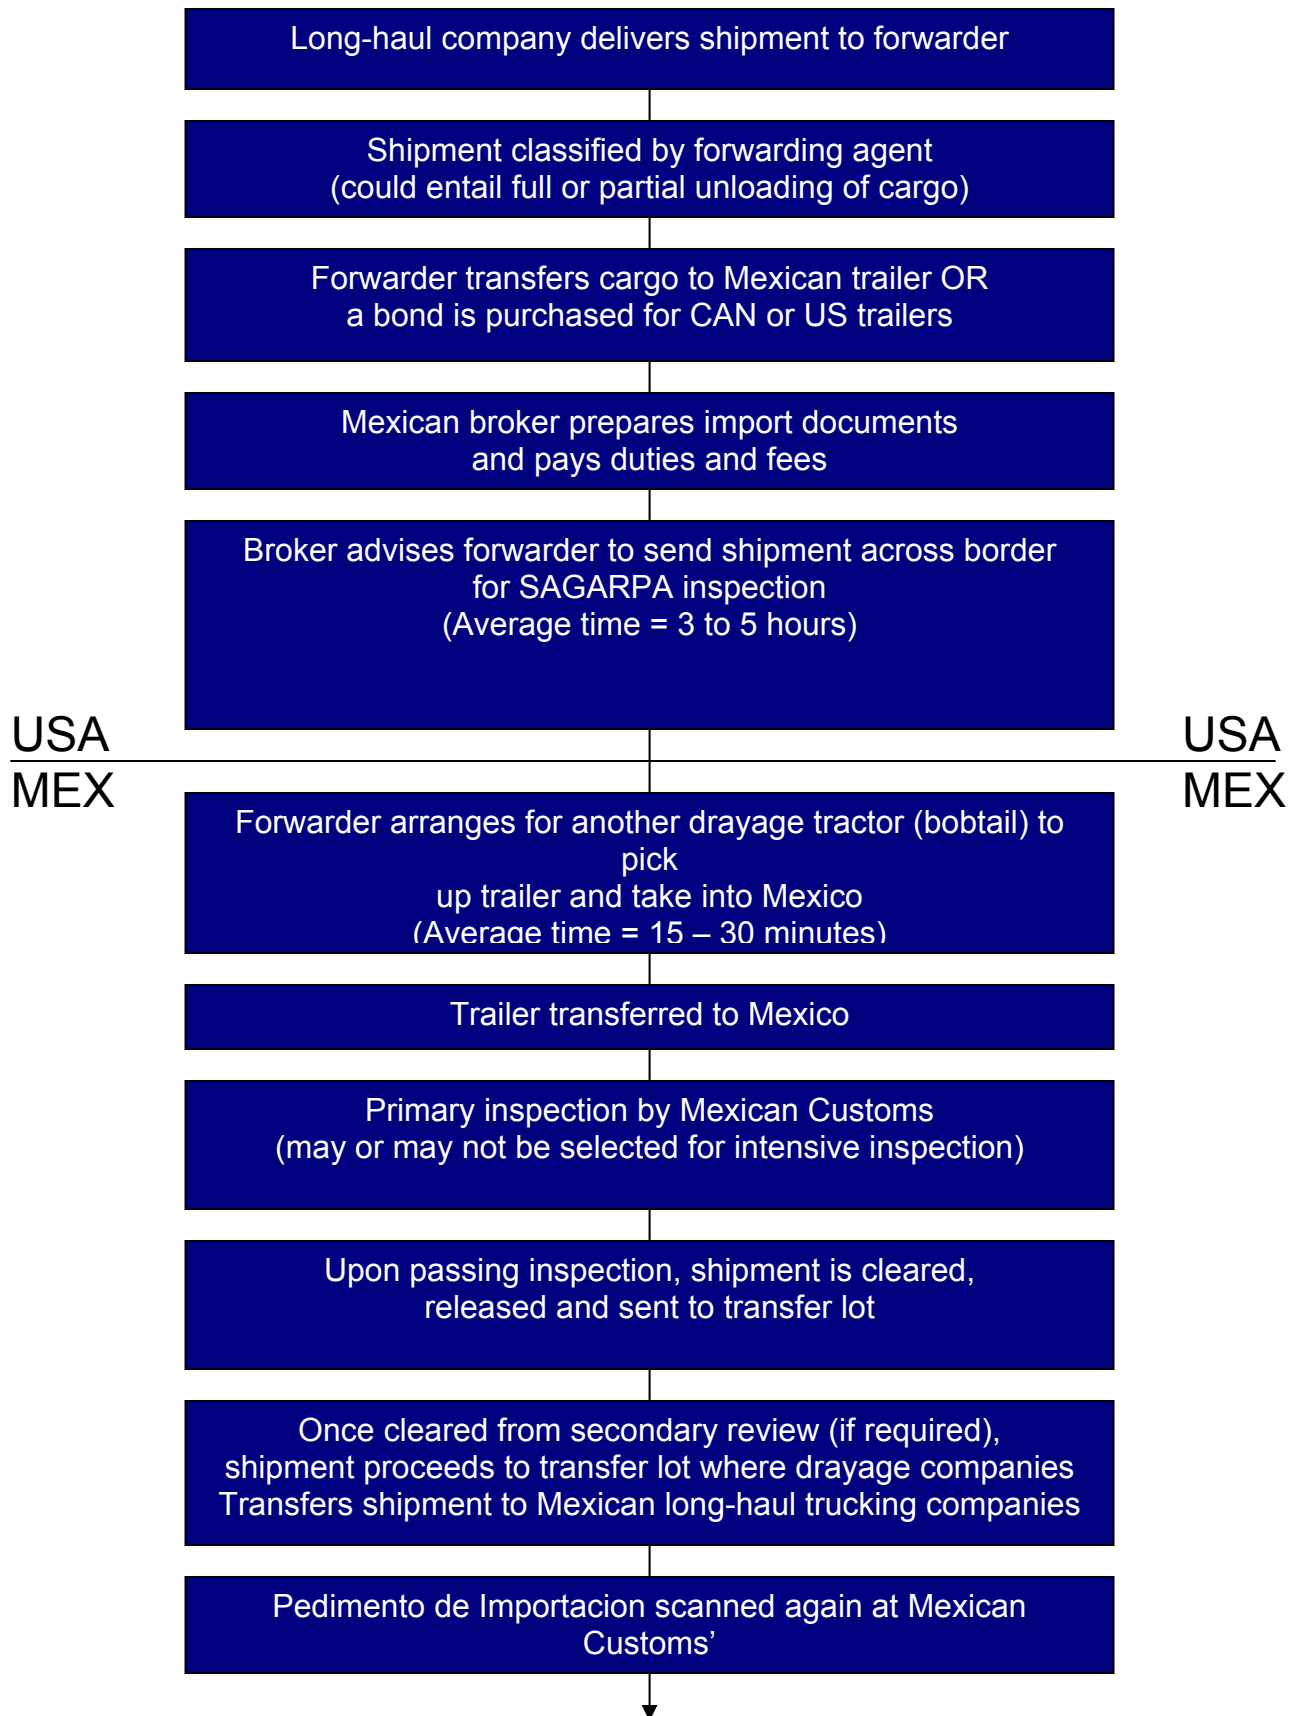 Long-haul company delivers shipment to forwarder
Shipment classified by forwarding agent
(could entail full or partial unloading of cargo)
Forwarder transfers cargo to Mexican trailer OR
a bond is purchased for CAN or US trailers
Mexican broker prepares import documents
and pays duties and fees
Broker advises forwarder to send shipment across border
for SAGARPA inspection
(Average time = 3 to 5 hours)
USA
USA
MEX
MEX
Forwarder arranges for another drayage tractor (bobtail) to
pick
up trailer and take into Mexico
(Average time = 15 – 30 minutes)
Trailer transferred to Mexico
Primary inspection by Mexican Customs
(may or may not be selected for intensive inspection)
Upon passing inspection, shipment is cleared,
released and sent to transfer lot
Once cleared from secondary review (if required),
shipment proceeds to transfer lot where drayage companies
Transfers shipment to Mexican long-haul trucking companies
Pedimento de Importacion scanned again at Mexican
Customs’